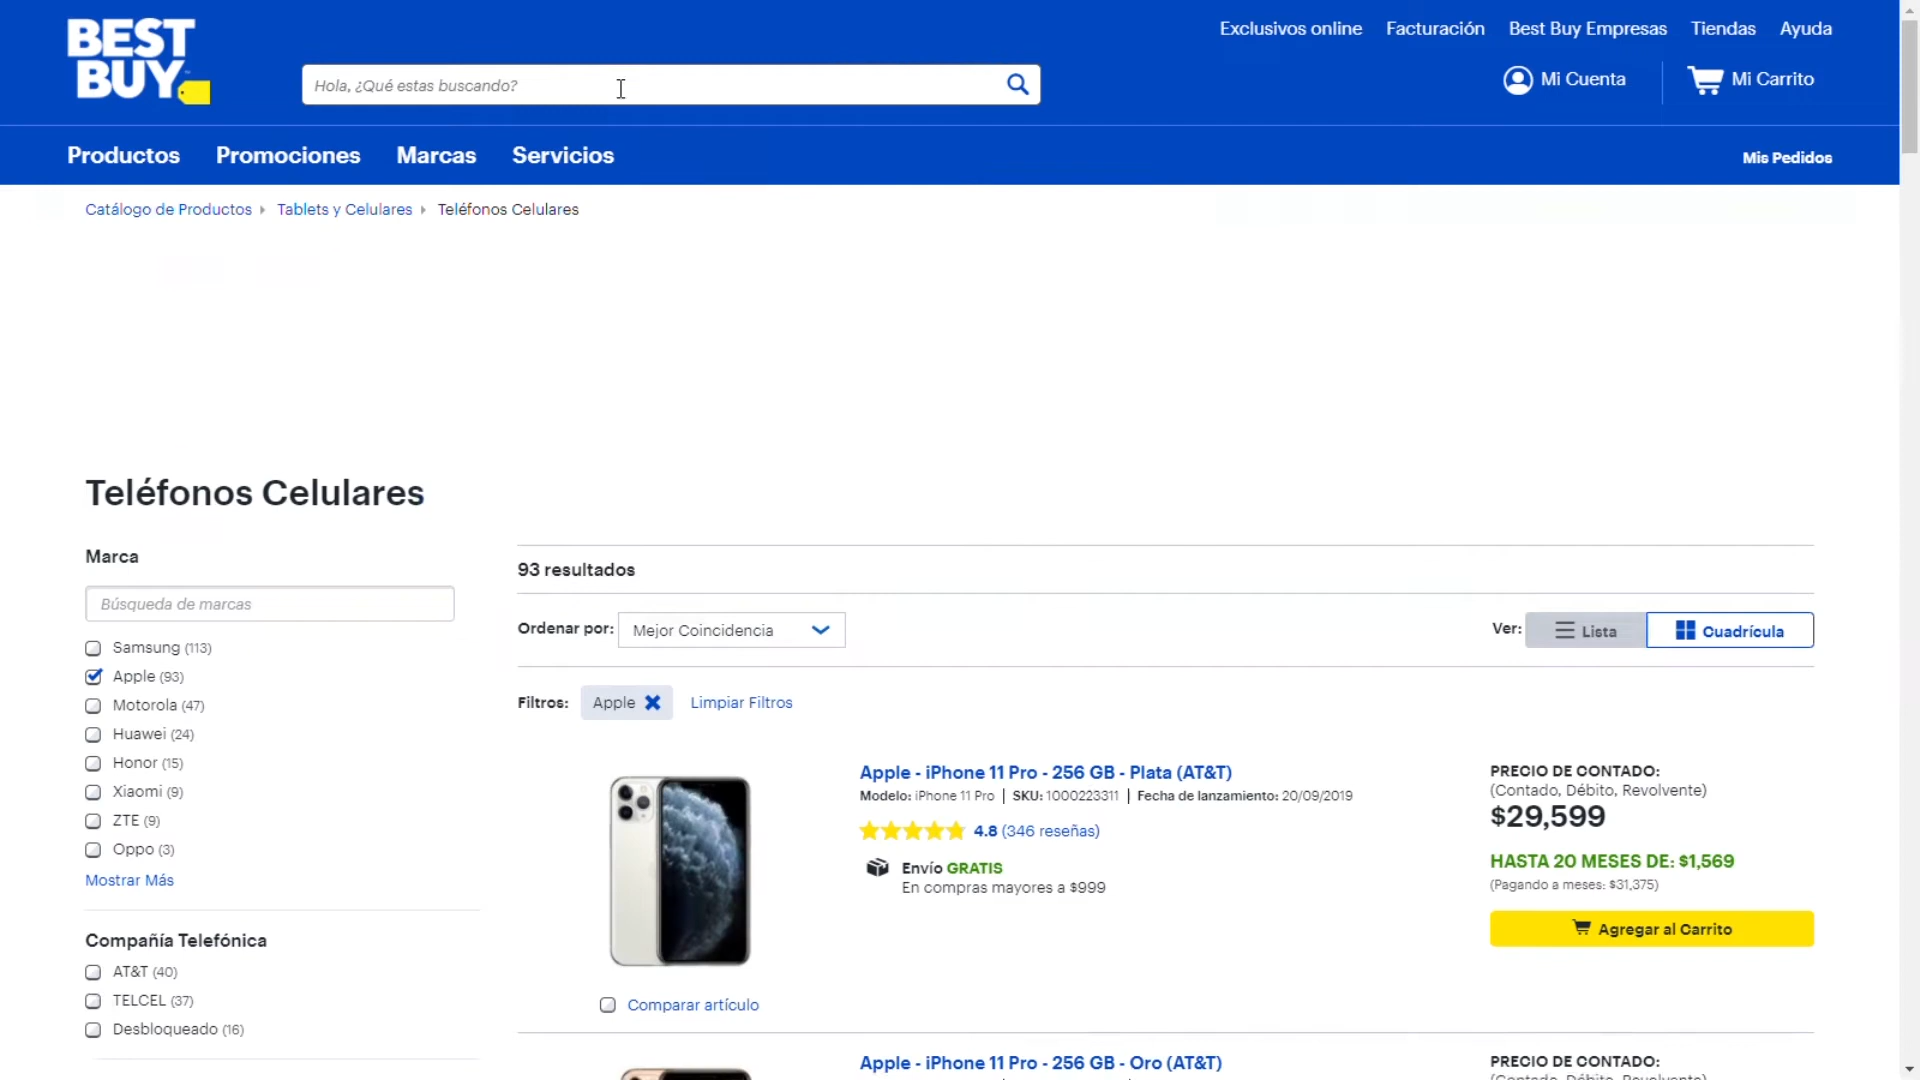 BEST
BUY
Hola, ¿Qué estas buscando?
Exclusivos online
Facturación
Best Buy Empresas
Tiendas
Ayuda
Mi Cuenta
Mi Carrito
Productos
Promociones
Marcas
Servicios
Mis Pedidos
Catálogo de Productos
Tablets y Celulares
Teléfonos Celulares
Teléfonos Celulares
Marca
Búsqueda de marcas
Samsung (113)
Apple (93)
Motorola (47)
Huawei (24)
Honor (15)
Xiaomi (9)
ZTE (9)
Oppo (3)
Mostrar Más
Compañía Telefónica
AT&T (40)
TELCEL (37)
Desbloqueado (16)
93 resultados
Ordenar por: Mejor Coincidencia
Ver: Lista Cuadrícula
Filtros: Apple Limpiar Filtros
Apple - iPhone 11 Pro - 256 GB - Plata (AT&T)
Modelo: iPhone 11 Pro | SKU: 1000223311 | Fecha de lanzamiento: 20/09/2019
4.8 (346 reseñas)
Envío GRATIS
En compras mayores a $999
Comparar artículo
PRECIO DE CONTADO:
(Contado, Débito, Revolvente)
$29,599
HASTA 20 MESES DE: $1,569
(Pagando a meses: $31,375)
Agregar al Carrito
Apple - iPhone 11 Pro - 256 GB - Oro (AT&T)
PRECIO DE CONTADO:
(Contado, Débito, Revolvente)